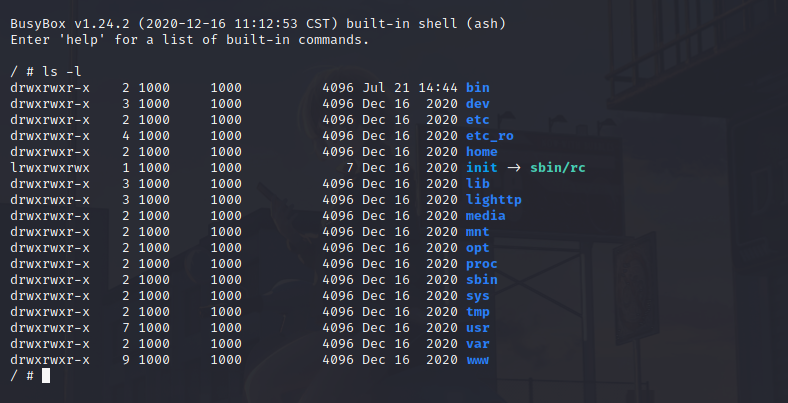 BusyBox v1.24.2 (2020-12-16 11:12:53 CST) built-in shell (ash)
Enter 'help' for a list of built-in commands.
/ # ls -l
drwxrwxr-x    2 1000     1000          4096 Jul 21 14:44 bin
drwxrwxr-x    3 1000     1000          4096 Dec 16  2020 dev
drwxrwxr-x    2 1000     1000          4096 Dec 16  2020 etc
drwxrwxr-x    4 1000     1000          4096 Dec 16  2020 etc_ro
drwxrwxr-x    2 1000     1000          4096 Dec 16  2020 home
lrwxrwxrwx    1 1000     1000             7 Dec 16  2020 init -> sbin/rc
drwxrwxr-x    3 1000     1000          4096 Dec 16  2020 lib
drwxrwxr-x    3 1000     1000          4096 Dec 16  2020 lighttp
drwxrwxr-x    2 1000     1000          4096 Dec 16  2020 media
drwxrwxr-x    2 1000     1000          4096 Dec 16  2020 mnt
drwxrwxr-x    2 1000     1000          4096 Dec 16  2020 opt
drwxrwxr-x    2 1000     1000          4096 Dec 16  2020 proc
drwxrwxr-x    2 1000     1000          4096 Dec 16  2020 sbin
drwxrwxr-x    2 1000     1000          4096 Dec 16  2020 sys
drwxrwxr-x    2 1000     1000          4096 Dec 16  2020 tmp
drwxrwxr-x    7 1000     1000          4096 Dec 16  2020 usr
drwxrwxr-x    2 1000     1000          4096 Dec 16  2020 var
drwxrwxr-x    9 1000     1000          4096 Dec 16  2020 www
/ #